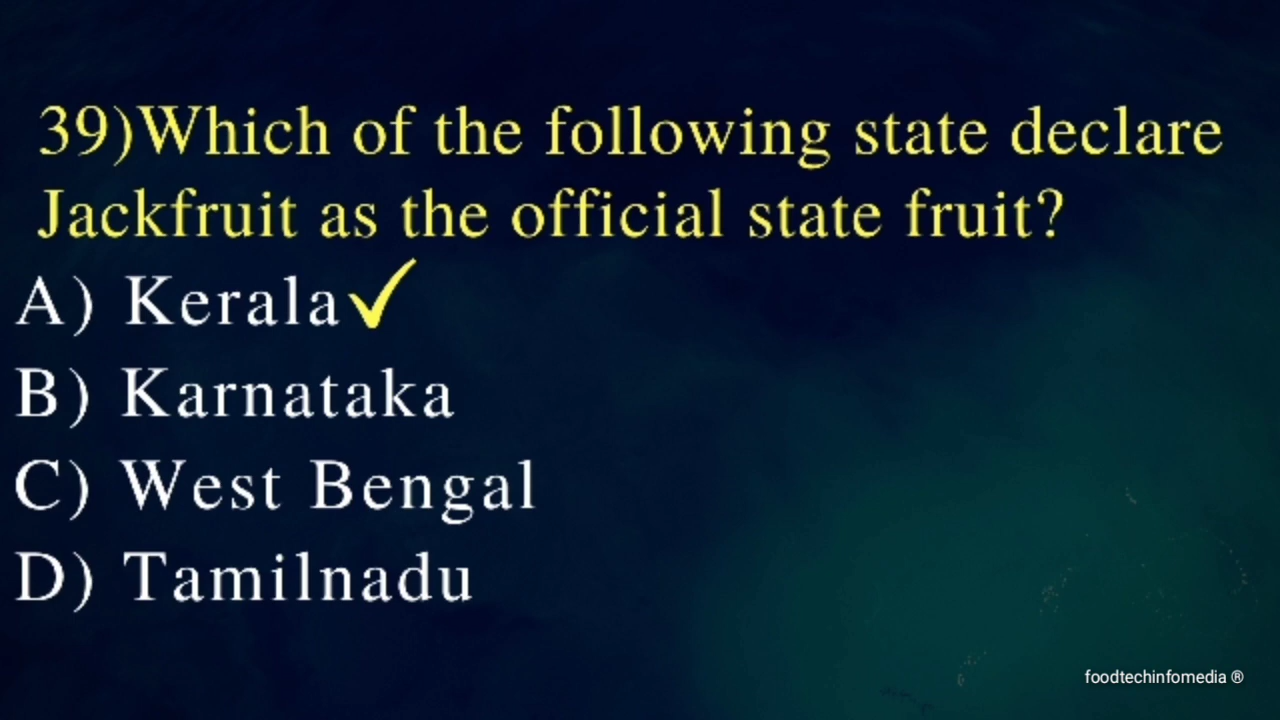 39)Which of the following state declare
Jackfruit as the official state fruit?
A) Kerala✓
B) Karnataka
C) West Bengal
D) Tamilnadu
foodtechinfomedia ®